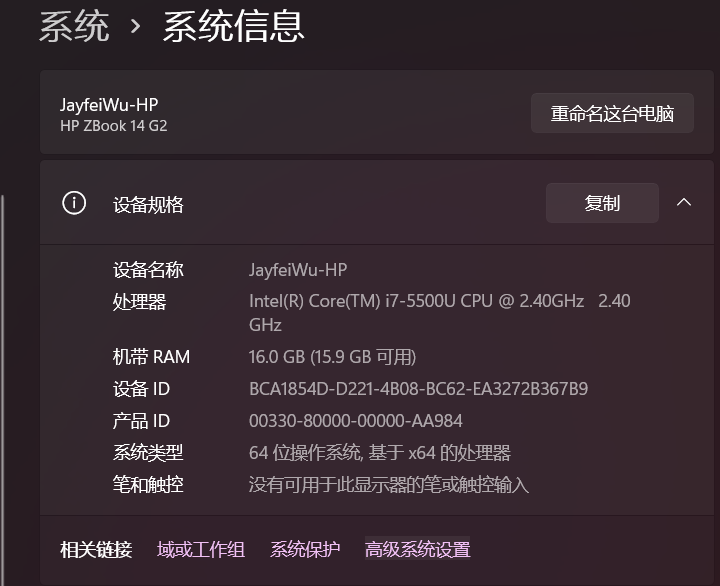 系统 › 系统信息
JayfeiWu-HP
HP ZBook 14 G2
重命名这台电脑
设备规格
复制
设备名称 JayfeiWu-HP
处理器 Intel(R) Core(TM) i7-5500U CPU @ 2.40GHz 2.40
GHz
机带 RAM 16.0 GB (15.9 GB 可用)
设备 ID BCA1854D-D221-4B08-BC62-EA3272B367B9
产品 ID 00330-80000-00000-AA984
系统类型 64 位操作系统, 基于 x64 的处理器
笔和触控 没有可用于此显示器的笔或触控输入
相关链接 域或工作组 系统保护 高级系统设置